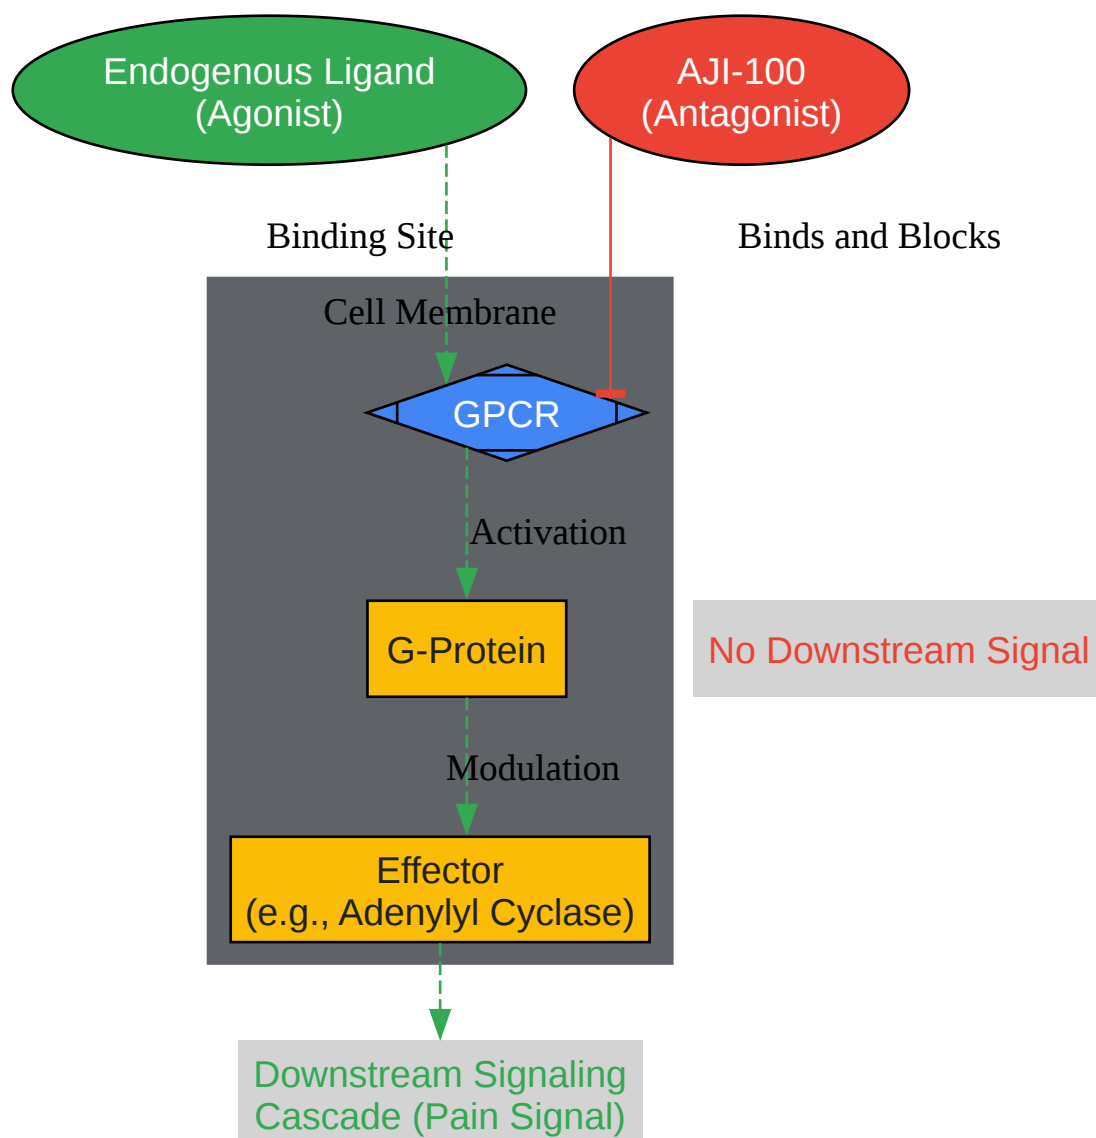 Endogenous Ligand
(Agonist)
AJI-100
(Antagonist)
Binding Site
Binds and Blocks
Cell Membrane
GPCR
Activation
G-Protein
No Downstream Signal
Modulation
Effector
(e.g., Adenylyl Cyclase)
Downstream Signaling
Cascade (Pain Signal)